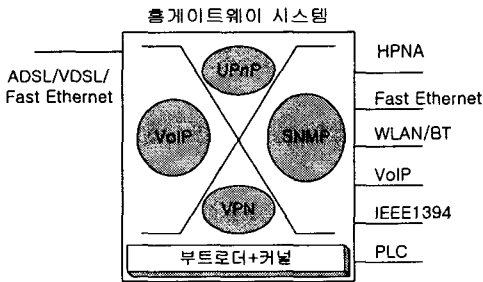 홈게이트웨이 시스템
ADSL/VDSL/
Fast Ethernet
UPnP
VoIP
SNMP
VPN
부트로더+커널
HPNA
Fast Ethernet
WLAN/BT
VoIP
IEEE1394
PLC